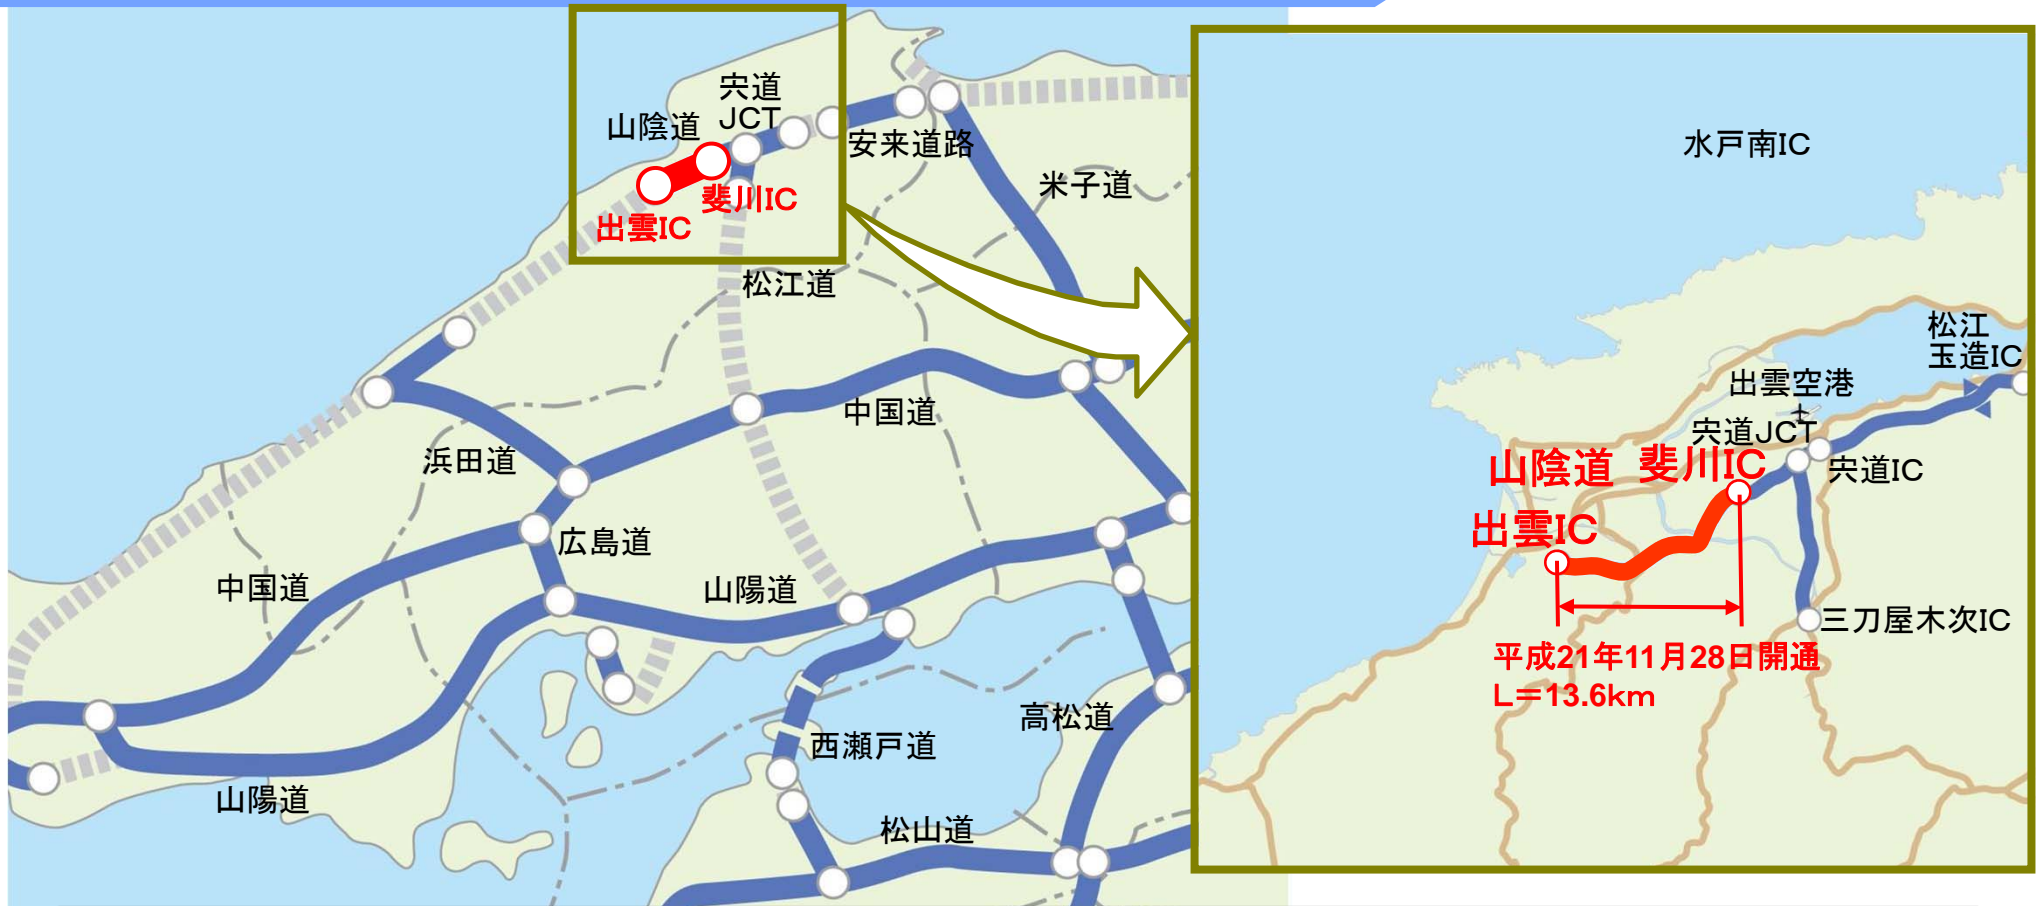 宍道
JCT
山陰道
安来道路
斐川IC
出雲IC
米子道
松江道
中国道
浜田道
広島道
中国道
山陽道
高松道
西瀬戸道
山陽道
松山道
水戸南IC
松江
玉造IC
出雲空港
宍道JCT
山陰道
斐川IC
宍道IC
出雲IC
三刀屋木次IC
平成21年11月28日開通
L=13.6km